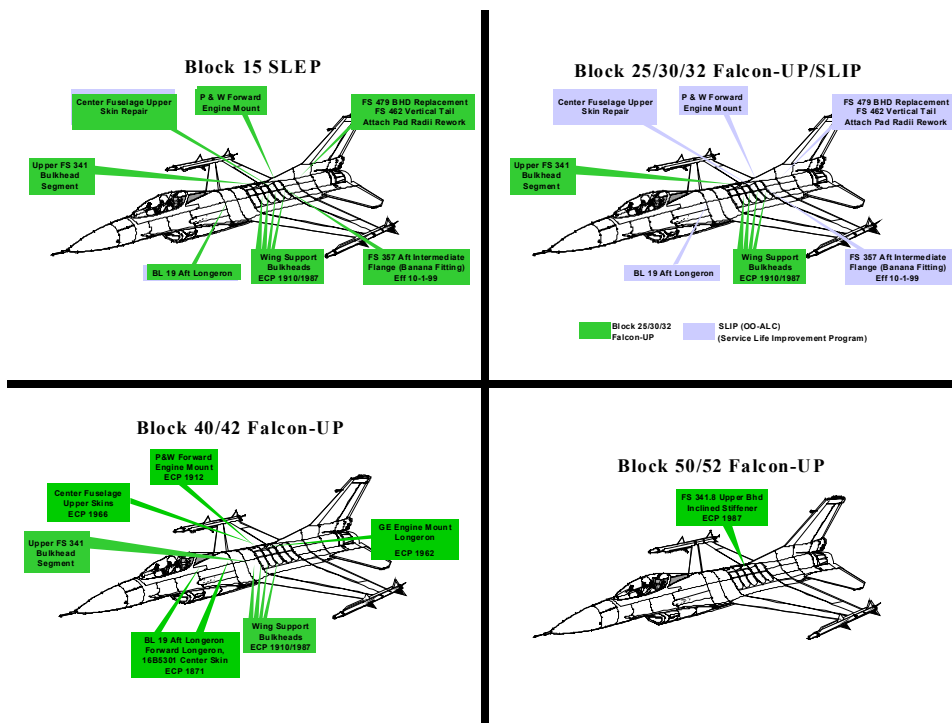 Block 15 SLEP
Center Fuselage Upper
Skin Repair
P & W Forward
Engine Mount
FS 479 BHD Replacement
FS 462 Vertical Tail
Attach Pad Radii Rework
Upper FS 341
Bulkhead
Segment
BL 19 Aft Longeron
Wing Support
Bulkheads
ECP 1910/1987
FS 357 Aft Intermediate
Flange (Banana Fitting)
Eff 10-1-99
Block 25/30/32 Falcon-UP/SLIP
Center Fuselage Upper
Skin Repair
P & W Forward
Engine Mount
FS 479 BHD Replacement
FS 462 Vertical Tail
Attach Pad Radii Rework
Upper FS 341
Bulkhead
Segment
BL 19 Aft Longeron
Wing Support
Bulkheads
ECP 1910/1987
FS 357 Aft Intermediate
Flange (Banana Fitting)
Eff 10-1-99
Block 25/30/32
Falcon-UP
SLIP (OO-ALC)
(Service Life Improvement Program)
Block 40/42 Falcon-UP
P&W Forward
Engine Mount
ECP 1912
Center Fuselage
Upper Skins
ECP 1966
GE Engine Mount
Longeron
ECP 1962
Upper FS 341
Bulkhead
Segment
Wing Support
Bulkheads
ECP 1910/1987
BL 19 Aft Longeron
Forward Longeron,
16B5301 Center Skin
ECP 1871
Block 50/52 Falcon-UP
FS 341.8 Upper Bhd
Inclined Stiffener
ECP 1987